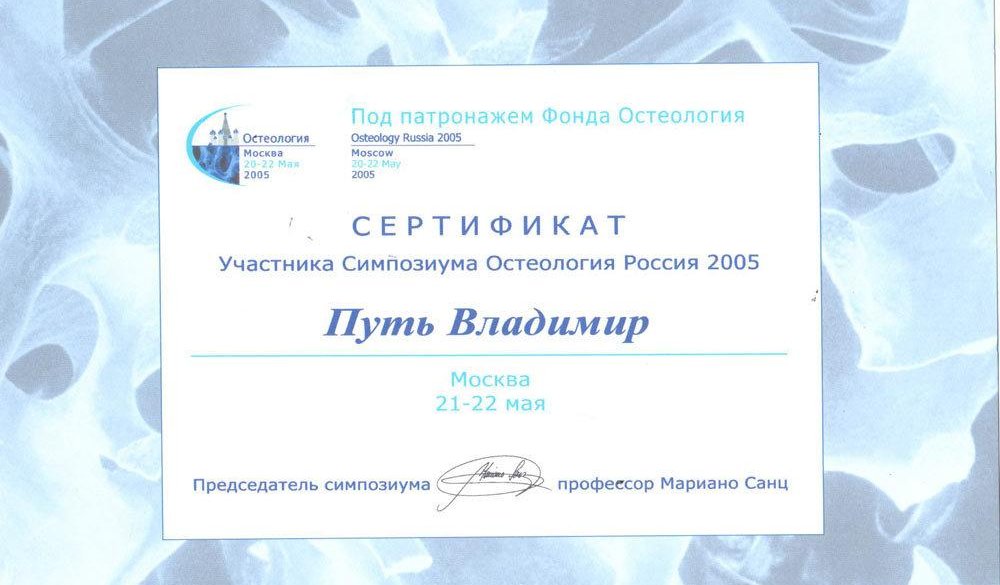 Остеология
Москва
20-22 Мая
2005
Под патронажем Фонда Остеология
Osteology Russia 2005
Moscow
20-22 May
2005
СЕРТИФИКАТ
Участника Симпозиума Остеология Россия 2005
Путь Владимир
Москва
21-22 мая
Председатель симпозиума
профессор Мариано Санц